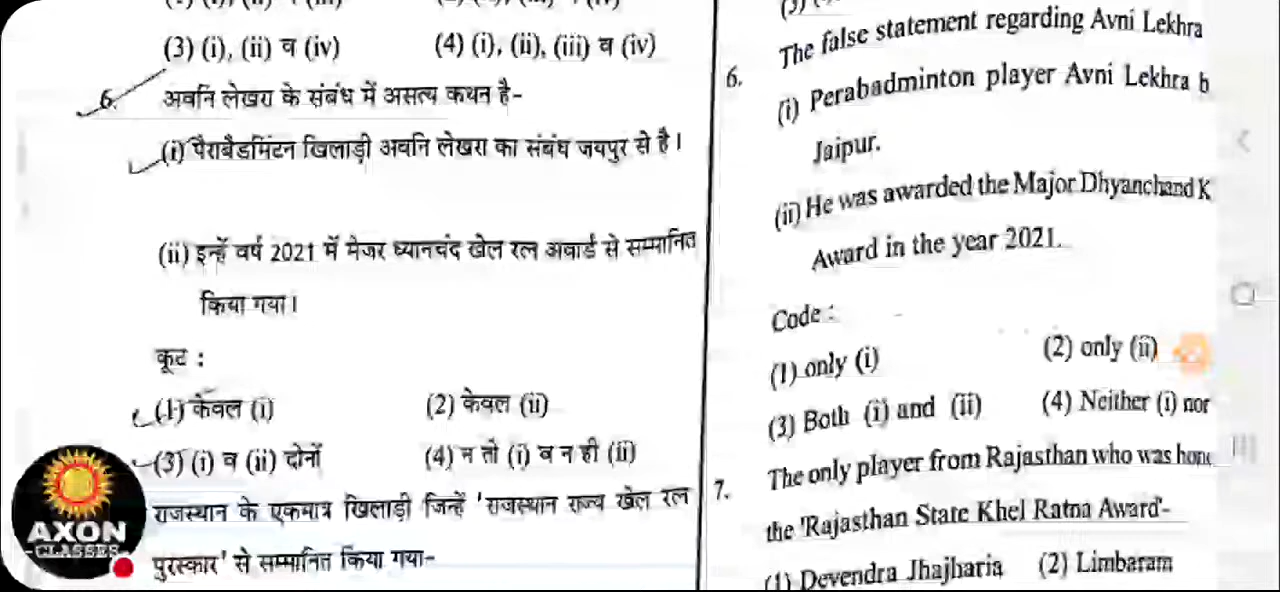 (3) (i), (ii) व (iv)
(4) (i), (ii), (iii) व (iv)
6. अवनि लेखरा के संबंध में असत्य कथन है-
(i) पैराबैडमिंटन खिलाड़ी अवनि लेखरा का संबंध जयपुर से है।
(ii) इन्हें वर्ष 2021 में मेजर ध्यानचंद खेल रत्न अवार्ड से सम्मानित
किया गया।
कूट :
(1) केवल (i)
(2) केवल (ii)
(3) (i) व (ii) दोनों
(4) न तो (i) व न ही (ii)
राजस्थान के एकमात्र खिलाड़ी जिन्हें 'राजस्थान राज्य खेल रत्न
पुरस्कार' से सम्मानित किया गया-
AXON
CLASSES
6. The false statement regarding Avni Lekhra
(i) Perabadminton player Avni Lekhra b
Jaipur.
(ii) He was awarded the Major Dhyanchand K
Award in the year 2021.
Code :
(1) only (i)
(2) only (ii)
(3) Both (i) and (ii)
(4) Neither (i) nor
7. The only player from Rajasthan who was hono
the 'Rajasthan State Khel Ratna Award'-
(1) Devendra Jhajharia
(2) Limbaram